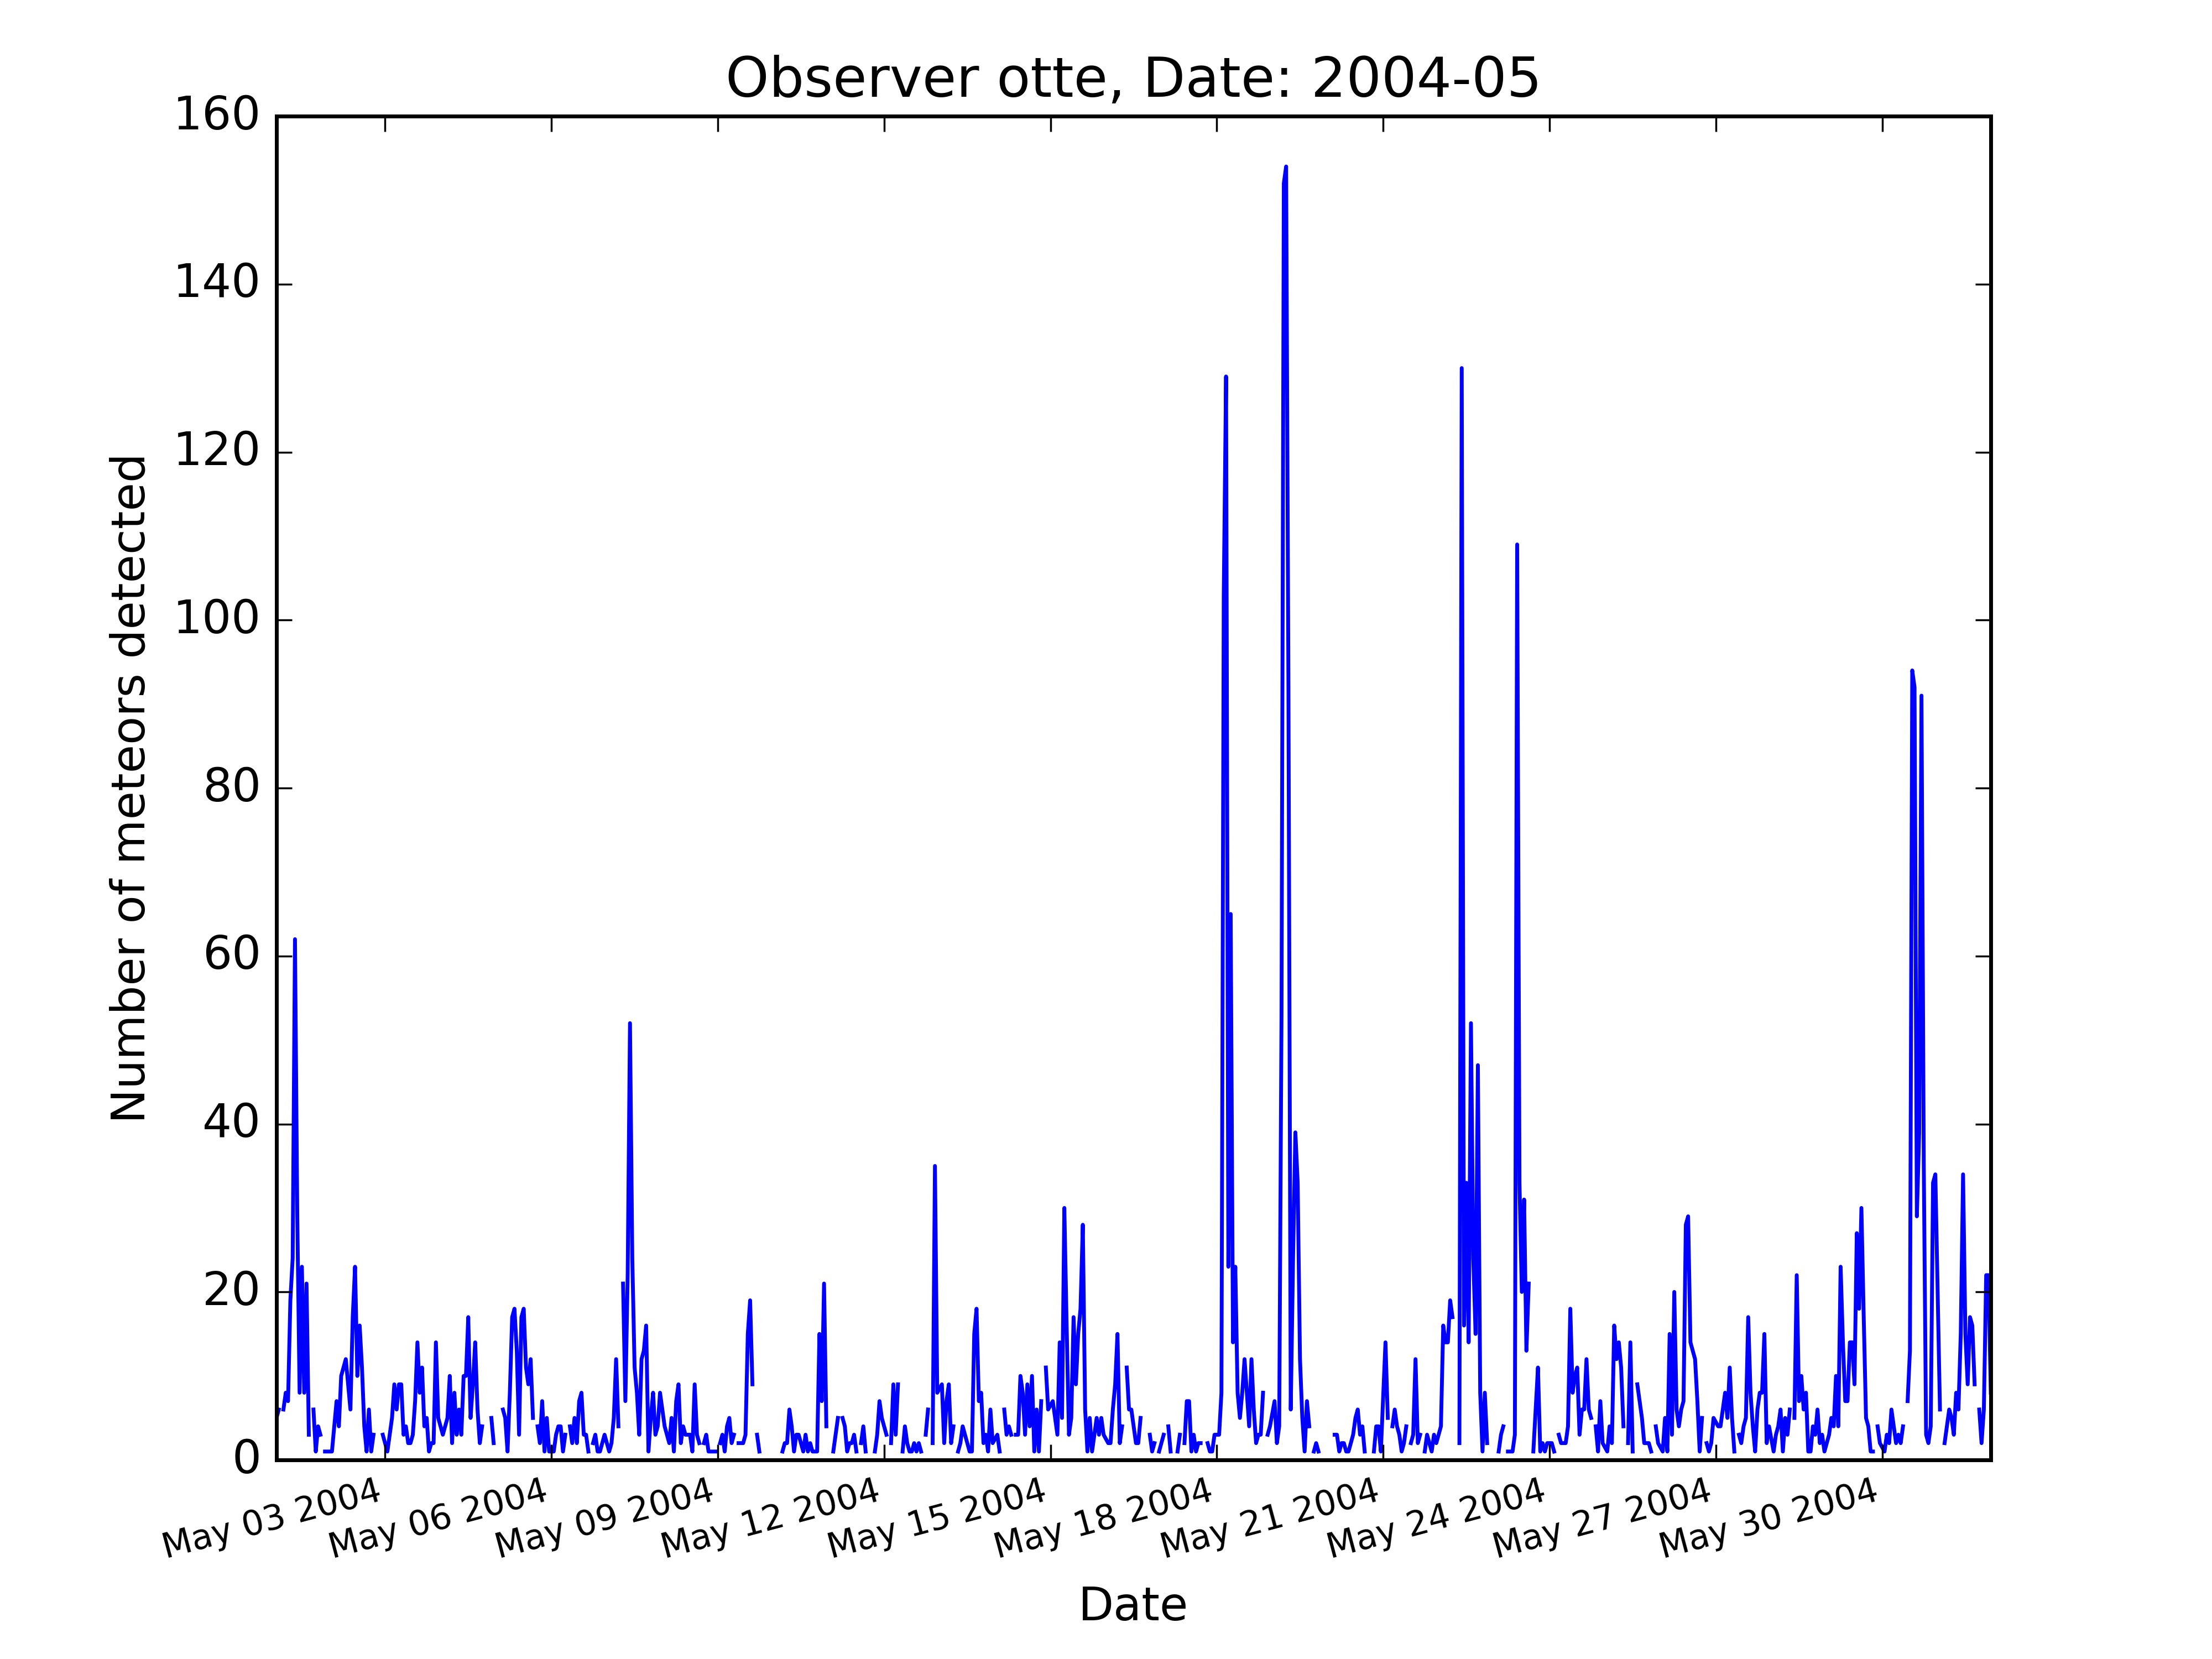 Observer otte, Date: 2004-05
160
140
120
100
80
60
40
20
0
Number of meteors detected
May 03 2004
May 06 2004
May 09 2004
May 12 2004
May 15 2004
May 18 2004
May 21 2004
May 24 2004
May 27 2004
May 30 2004
Date